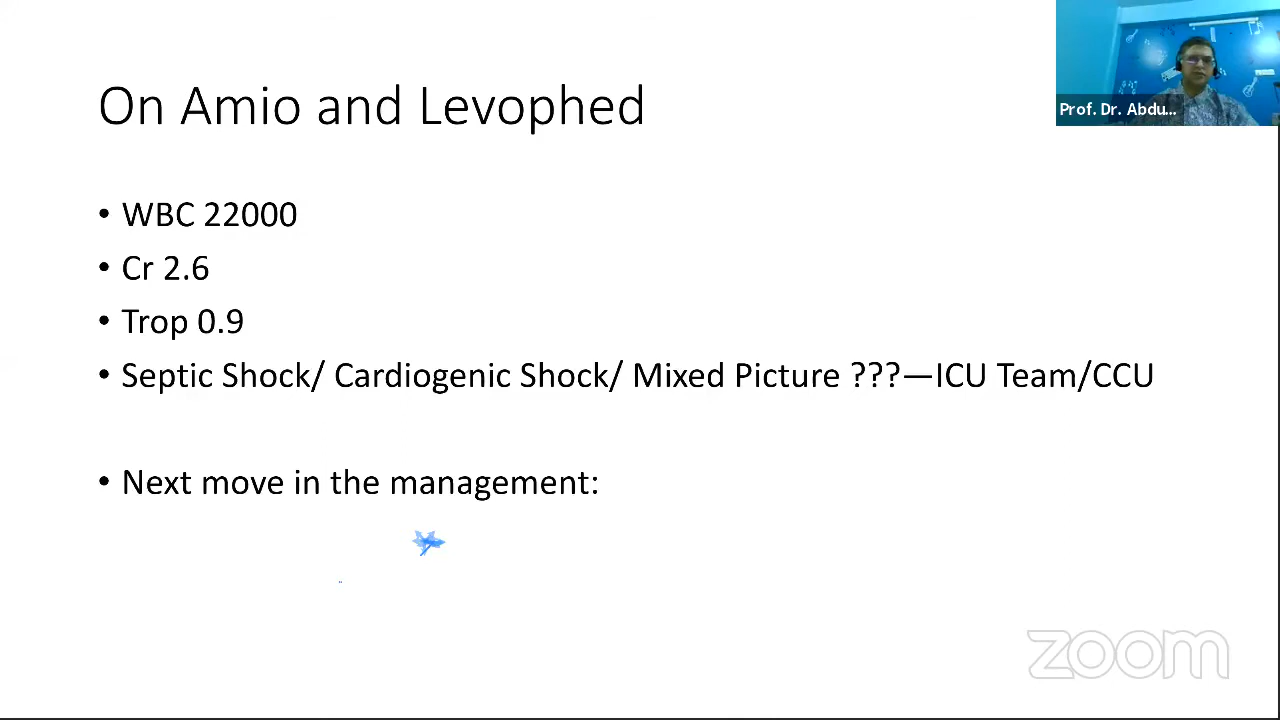 On Amio and Levophed
Prof. Dr. Abdu...
• WBC 22000
• Cr 2.6
• Trop 0.9
• Septic Shock/ Cardiogenic Shock/ Mixed Picture ???—ICU Team/CCU
• Next move in the management:
zoom